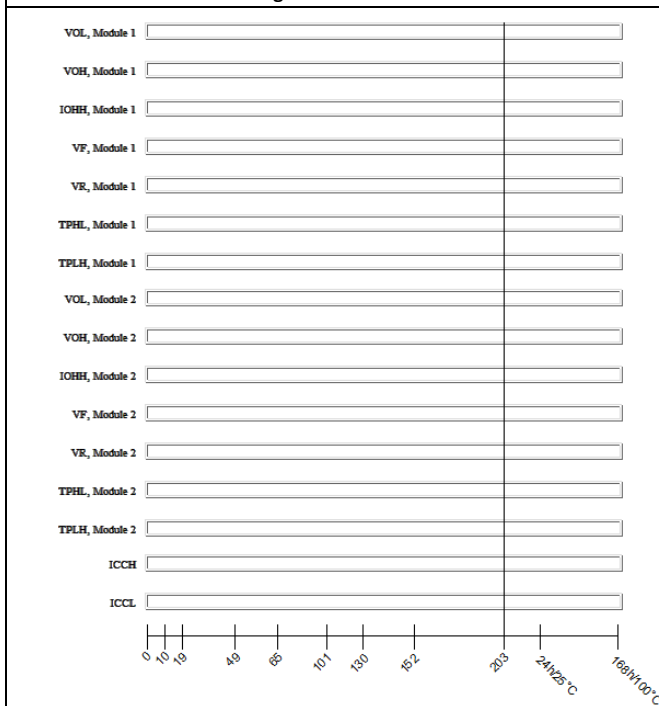 VOL, Module 1
VOH, Module 1
IOHH, Module 1
VF, Module 1
VR, Module 1
TPHL, Module 1
TPLH, Module 1
VOL, Module 2
VOH, Module 2
IOHH, Module 2
VF, Module 2
VR, Module 2
TPHL, Module 2
TPLH, Module 2
ICCH
ICCL
0 10 19 49 65 101 130 152 203 24h/25°C 168h/100°C